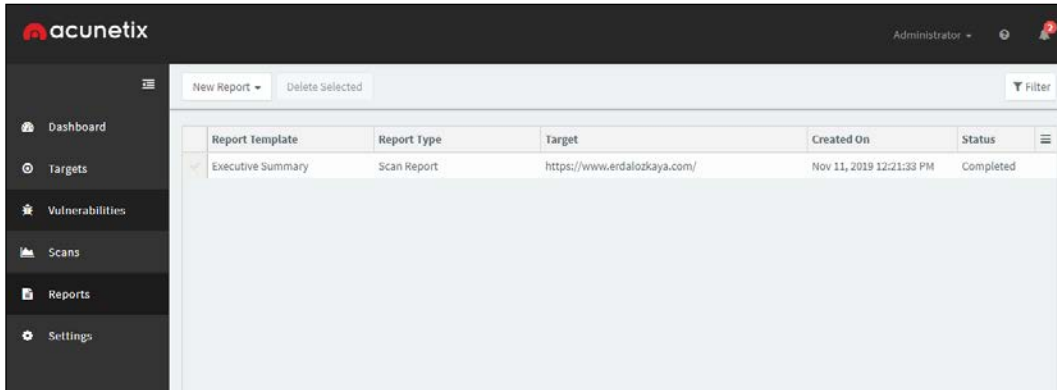 acunetix
Administrator
2
New Report Delete Selected Filter
Dashboard
Targets
Vulnerabilities
Scans
Reports
Settings
Report Template Report Type Target Created On Status
Executive Summary Scan Report https://www.erdalozkaya.com/ Nov 11, 2019 12:21:33 PM Completed